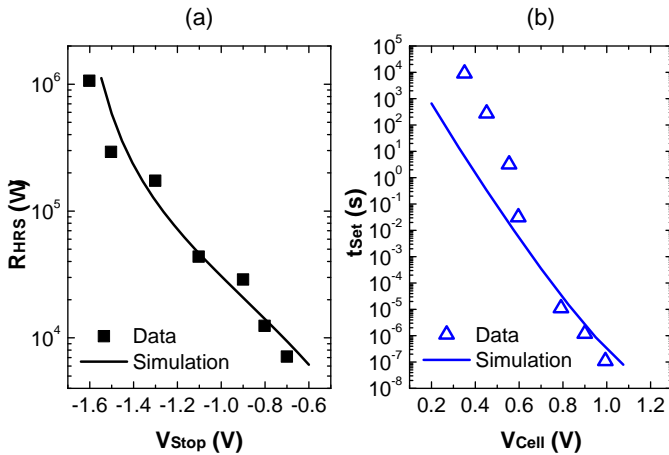 (a)
(b)
10^6
10^5
10^4
R_HRS (W)
Data
Simulation
-1.6 -1.4 -1.2 -1.0 -0.8 -0.6
V_Stop (V)
10^5
10^4
10^3
10^2
10^1
10^0
10^-1
10^-2
10^-3
10^-4
10^-5
10^-6
10^-7
10^-8
t_Set (s)
Data
Simulation
0.2 0.4 0.6 0.8 1.0 1.2
V_Cell (V)